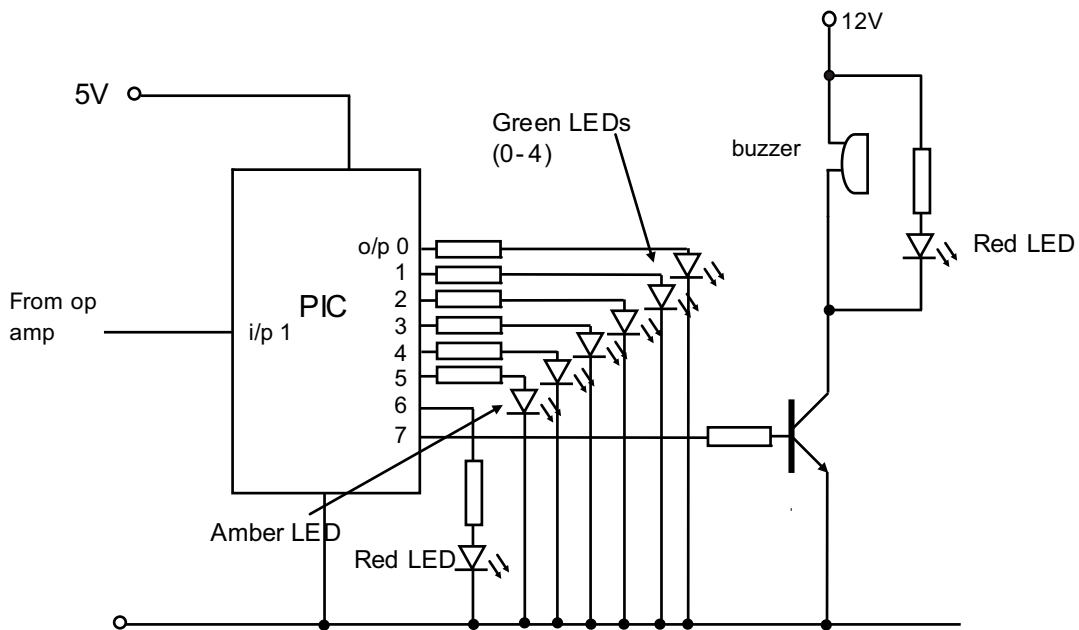 12V
5V
Green LEDs
(0-4)
buzzer
o/p 0
Red LED
1
From op
amp
2
PIC
3
i/p 1
4
5
6
7
Amber LED
Red LED